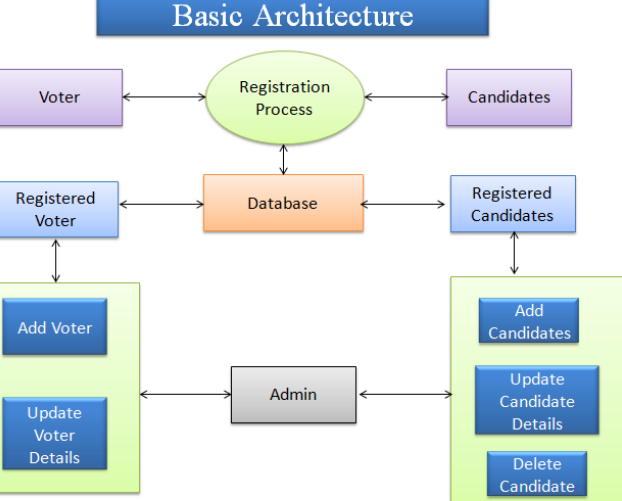 Basic Architecture
Voter
Registration
Process
Candidates
Registered
Voter
Database
Registered
Candidates
Add Voter
Update
Voter
Details
Admin
Add
Candidates
Update
Candidate
Details
Delete
Candidate